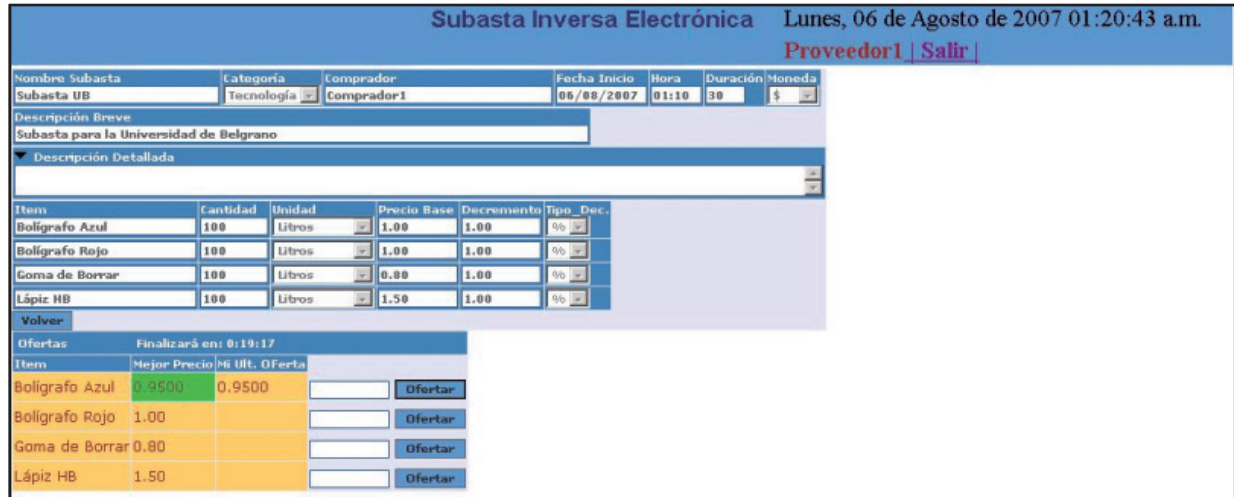 Subasta Inversa Electrónica Lunes, 06 de Agosto de 2007 01:20:43 a.m.
Proveedor1 | Salir |
Nombre Subasta Categoría Comprador Fecha Inicio Hora Duración Moneda
Subasta UB Tecnología Comprador1 06/08/2007 01:10 30 $
Descripción Breve
Subasta para la Universidad de Belgrano
Descripción Detallada
Item Cantidad Unidad Precio Base Decremento Tipo_Dec.
Bolígrafo Azul 100 Litros 1.00 1.00 %
Bolígrafo Rojo 100 Litros 1.00 1.00 %
Goma de Borrar 100 Litros 0.80 1.00 %
Lápiz HB 100 Litros 1.50 1.00 %
Volver
Ofertas Finalizará en: 0:19:17
Item Mejor Precio Mi Ult. OFerta
Bolígrafo Azul 0.9500 0.9500 Ofertar
Bolígrafo Rojo 1.00 Ofertar
Goma de Borrar 0.80 Ofertar
Lápiz HB 1.50 Ofertar